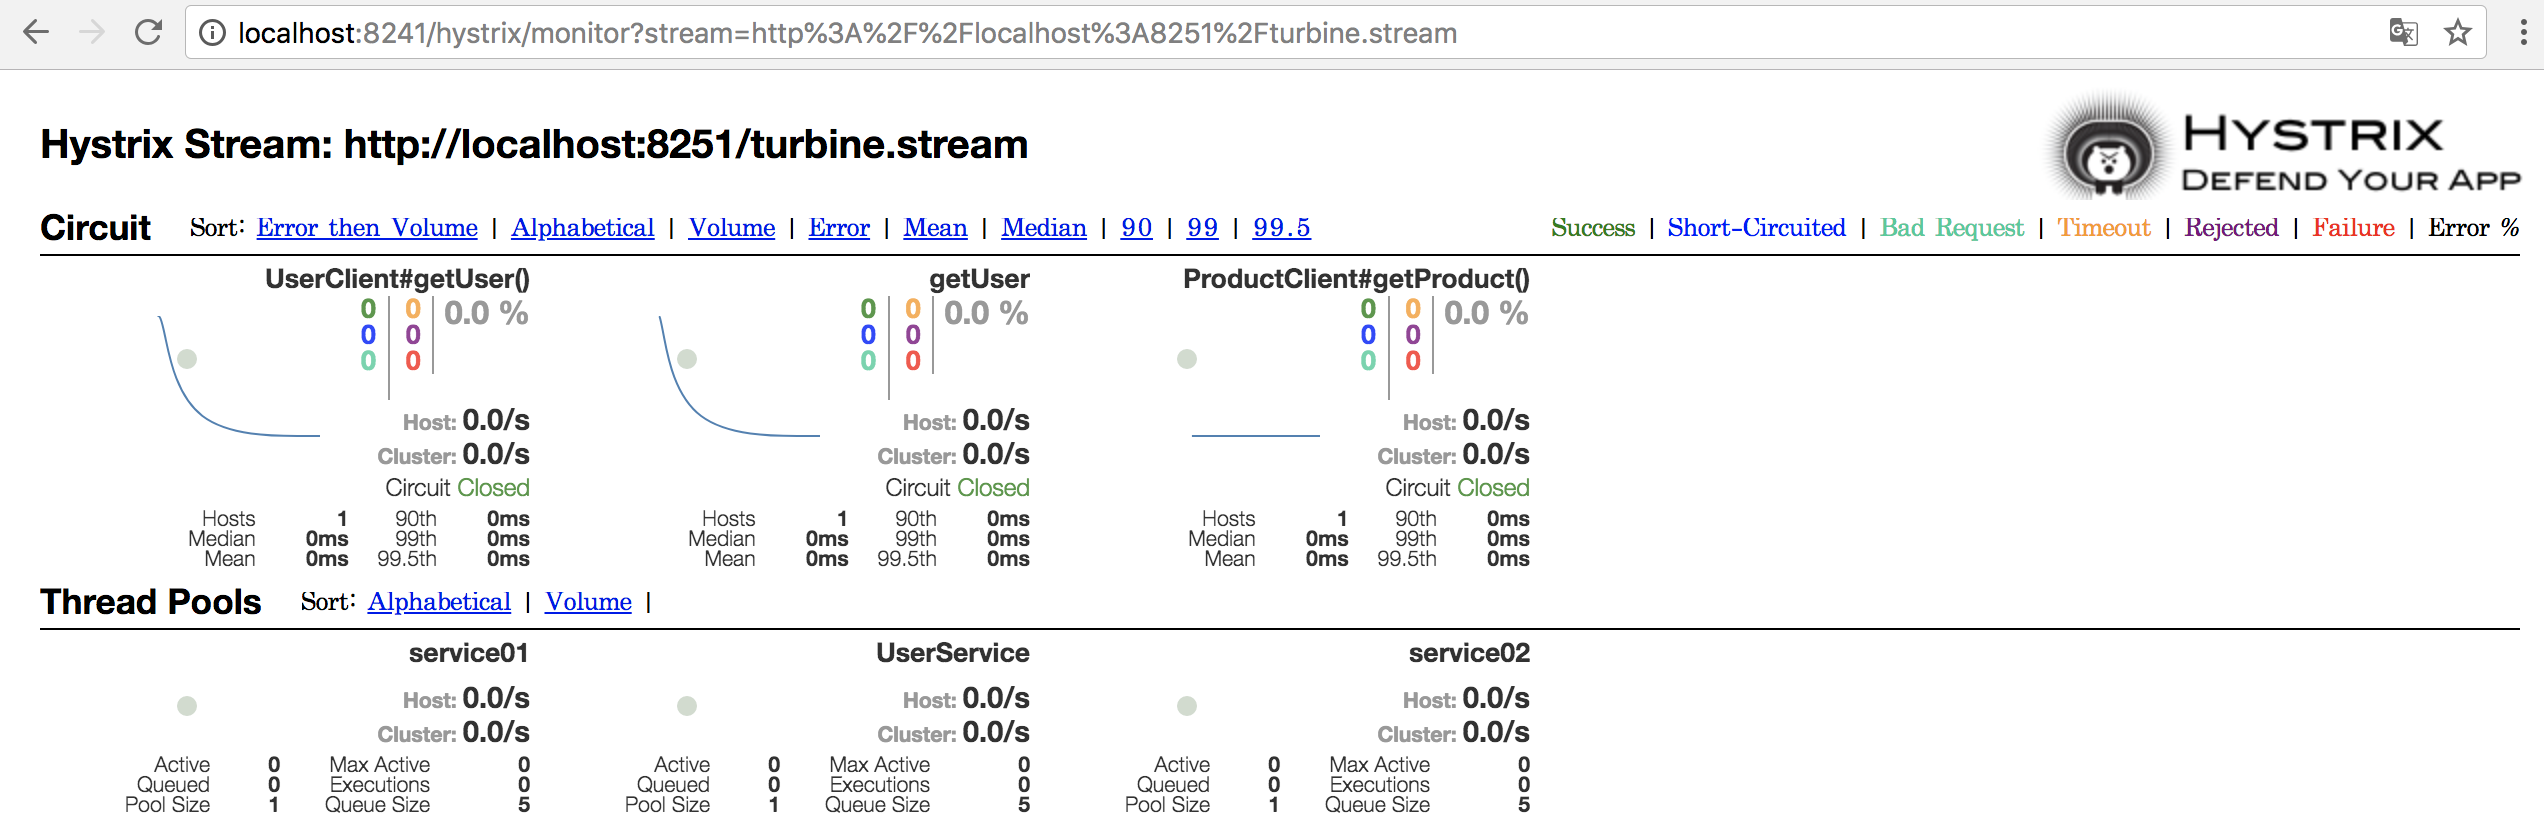 localhost:8241/hystrix/monitor?stream=http%3A%2F%2Flocalhost%3A8251%2Fturbine.stream
Hystrix Stream: http://localhost:8251/turbine.stream
HYSTRIX
DEFEND YOUR APP
Circuit Sort: Error then Volume | Alphabetical | Volume | Error | Mean | Median | 90 | 99 | 99.5 Success | Short-Circuited | Bad Request | Timeout | Rejected | Failure | Error %
UserClient#getUser() getUser ProductClient#getProduct()
0 0 0.0 % 0 0 0.0 % 0 0 0.0 %
0 0 0 0 0 0
0 0 0 0 0 0
Host: 0.0/s Host: 0.0/s Host: 0.0/s
Cluster: 0.0/s Cluster: 0.0/s Cluster: 0.0/s
Circuit Closed Circuit Closed Circuit Closed
Hosts 1 90th 0ms Hosts 1 90th 0ms Hosts 1 90th 0ms
Median 0ms 99th 0ms Median 0ms 99th 0ms Median 0ms 99th 0ms
Mean 0ms 99.5th 0ms Mean 0ms 99.5th 0ms Mean 0ms 99.5th 0ms
Thread Pools Sort: Alphabetical | Volume |
service01 UserService service02
Host: 0.0/s Host: 0.0/s Host: 0.0/s
Cluster: 0.0/s Cluster: 0.0/s Cluster: 0.0/s
Active 0 Max Active 0 Active 0 Max Active 0 Active 0 Max Active 0
Queued 0 Executions 0 Queued 0 Executions 0 Queued 0 Executions 0
Pool Size 1 Queue Size 5 Pool Size 1 Queue Size 5 Pool Size 1 Queue Size 5